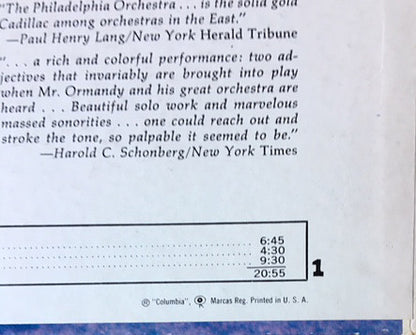 "The Philadelphia Orchestra . . . is the solid gold
Cadillac among orchestras in the East."
—Paul Henry Lang/New York Herald Tribune
". . . a rich and colorful performance: two ad-
jectives that invariably are brought into play
when Mr. Ormandy and his great orchestra are
heard . . . Beautiful solo work and marvelous
massed sonorities . . . one could reach out and
stroke the tone, so palpable it seemed to be."
—Harold C. Schonberg/New York Times
6:45
4:30
9:30
20:55
1
® "Columbia", Marcas Reg. Printed in U. S. A.